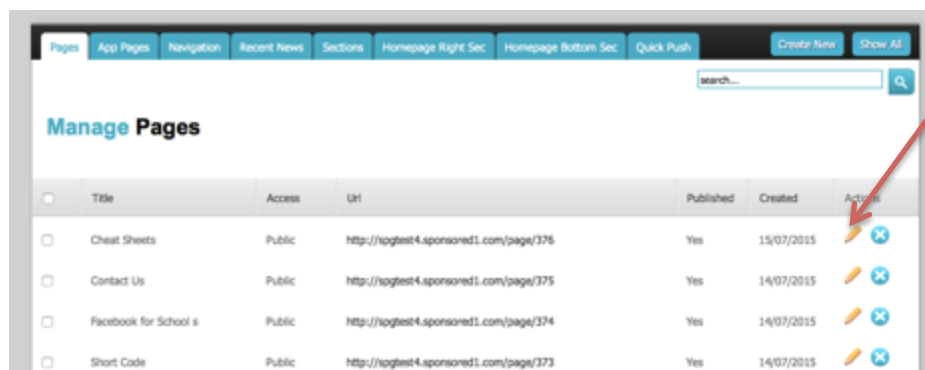 Pages App Pages Navigation Recent News Sections Homepage Right Sec Homepage Bottom Sec Quick Push Create New Show All
search...
Manage Pages
Title Access Url Published Created Actions
Cheat Sheets Public http://spgtest4.sponsored1.com/page/376 Yes 15/07/2015
Contact Us Public http://spgtest4.sponsored1.com/page/375 Yes 14/07/2015
Facebook for School s Public http://spgtest4.sponsored1.com/page/374 Yes 14/07/2015
Short Code Public http://spgtest4.sponsored1.com/page/373 Yes 14/07/2015